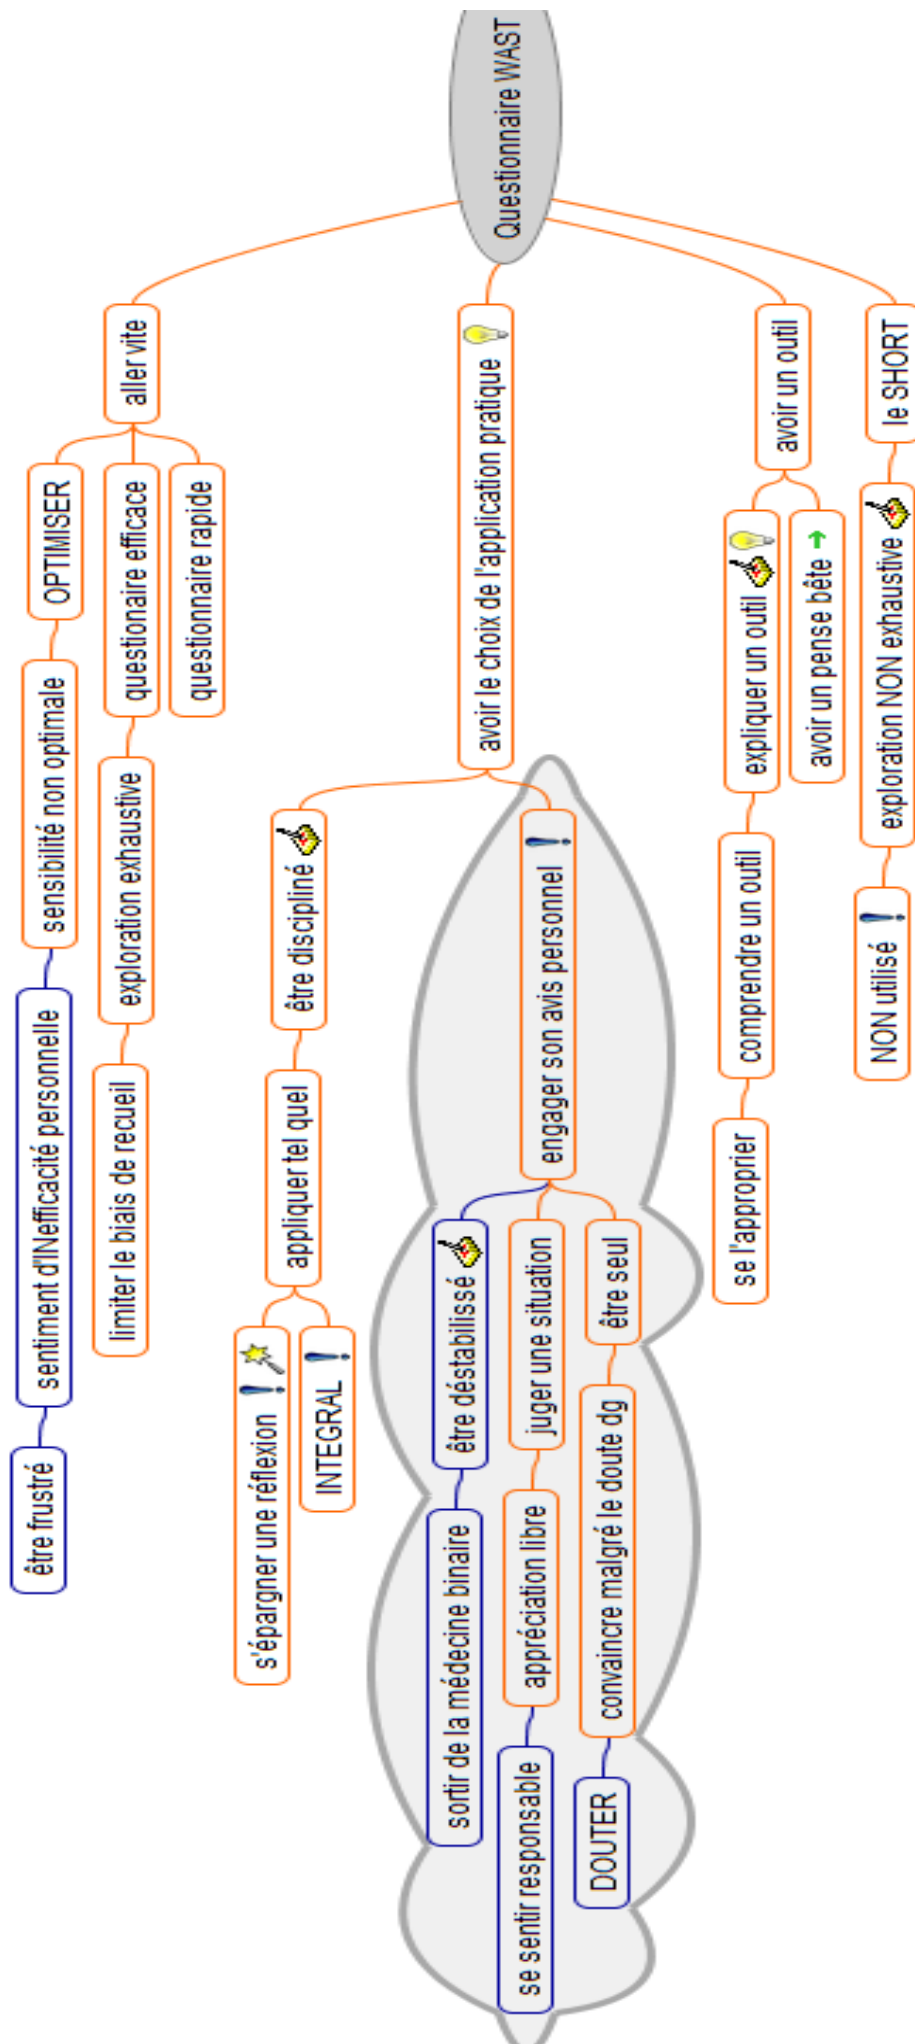 Questionnaire WAST
aller vite
OPTIMISER
sensibilité non optimale
sentiment d'INefficacité personnelle
être frustré
questionaire efficace
exploration exhaustive
limiter le biais de recueil
questionnaire rapide
avoir le choix de l'application pratique
être discipliné
appliquer tel quel
s'épargner une réflexion
INTEGRAL
engager son avis personnel
être déstabilissé
sortir de la médecine binaire
juger une situation
appréciation libre
se sentir responsable
être seul
convaincre malgré le doute dg
DOUTER
avoir un outil
expliquer un outil
comprendre un outil
se l'approprier
avoir un pense bête
le SHORT
exploration NON exhaustive
NON utilisé